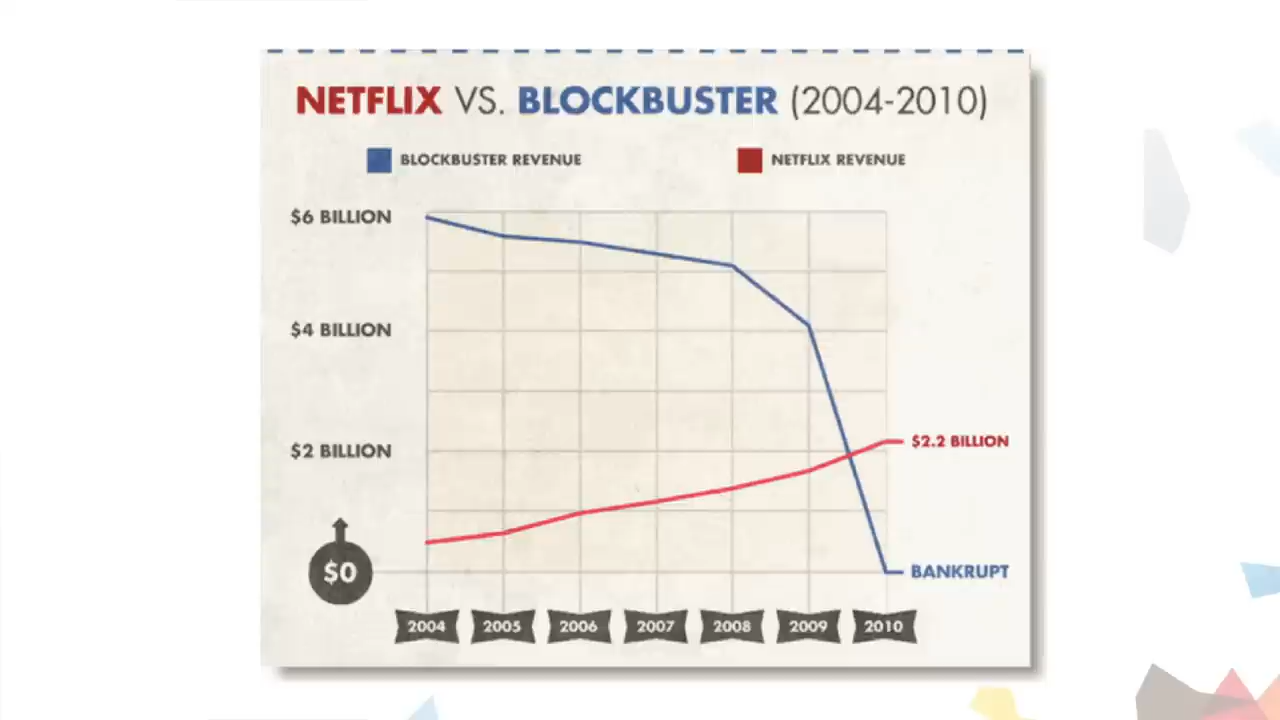 NETFLIX VS. BLOCKBUSTER (2004-2010)
BLOCKBUSTER REVENUE NETFLIX REVENUE
$6 BILLION
$4 BILLION
$2 BILLION
$2.2 BILLION
$0
BANKRUPT
2004 2005 2006 2007 2008 2009 2010